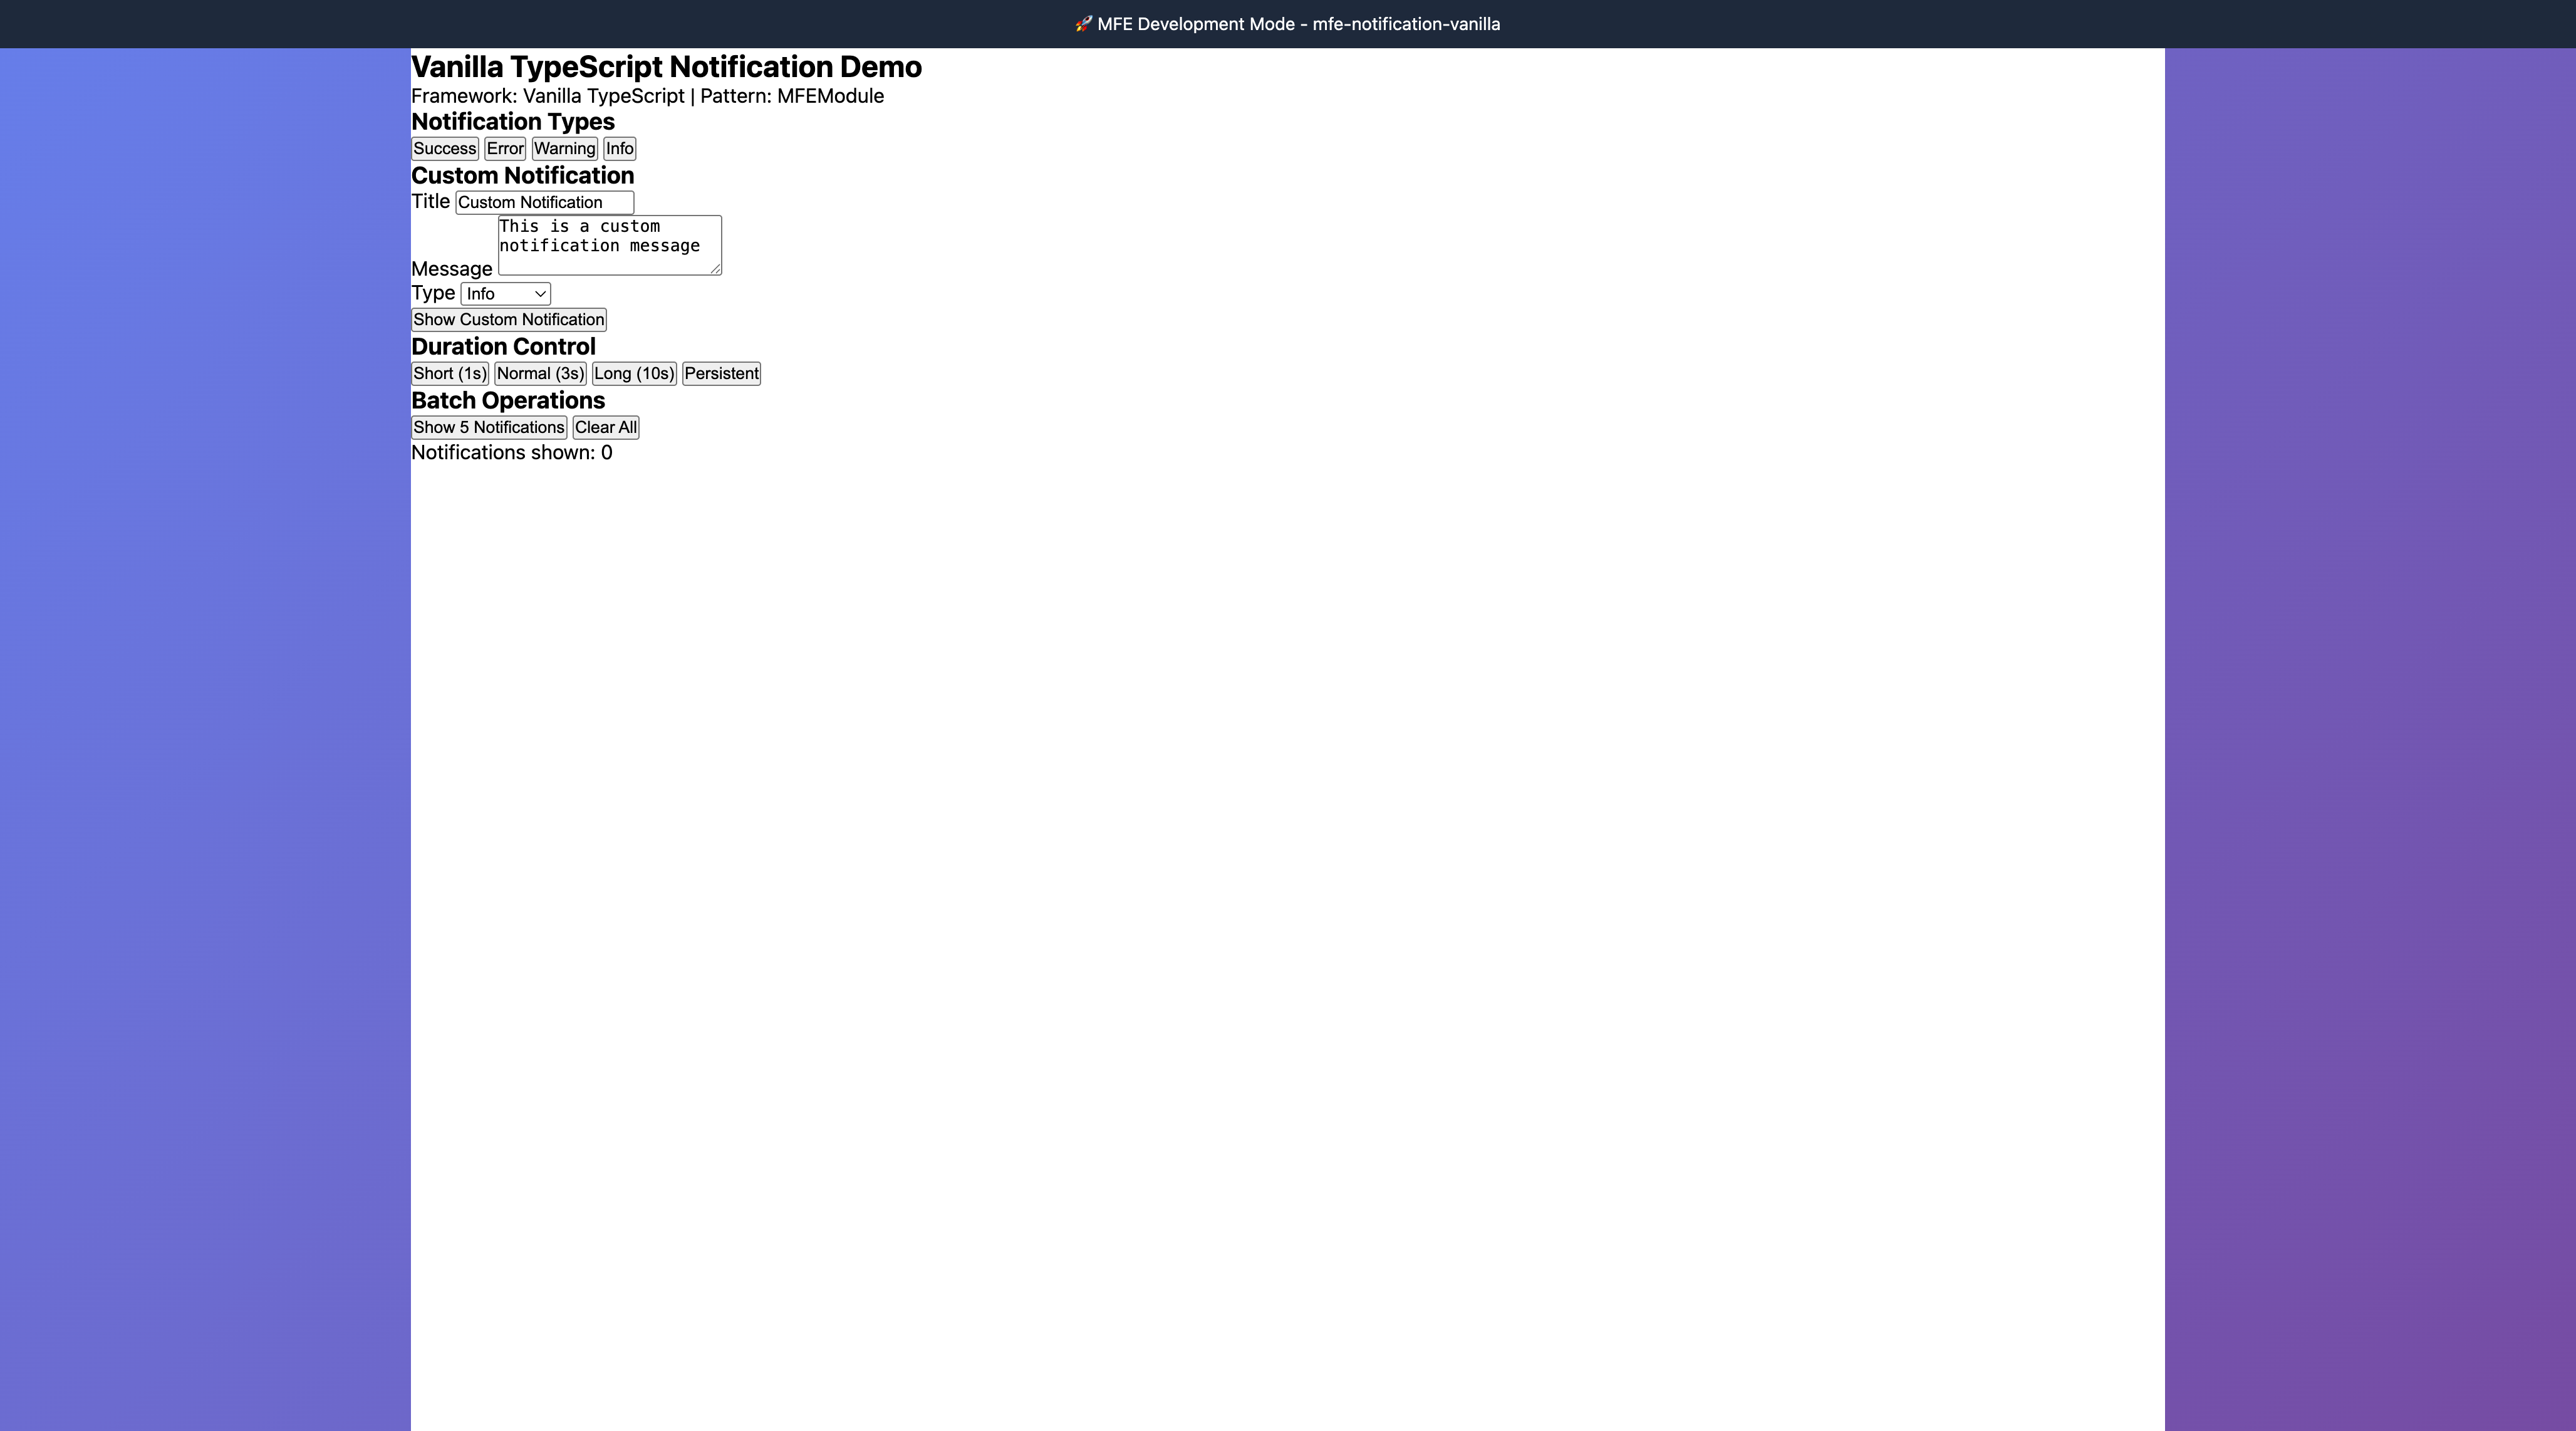 🚀 MFE Development Mode - mfe-notification-vanilla
Vanilla TypeScript Notification Demo
Framework: Vanilla TypeScript | Pattern: MFEModule
Notification Types
Success Error Warning Info
Custom Notification
Title Custom Notification
This is a custom
notification message
Message
Type Info
Show Custom Notification
Duration Control
Short (1s) Normal (3s) Long (10s) Persistent
Batch Operations
Show 5 Notifications Clear All
Notifications shown: 0